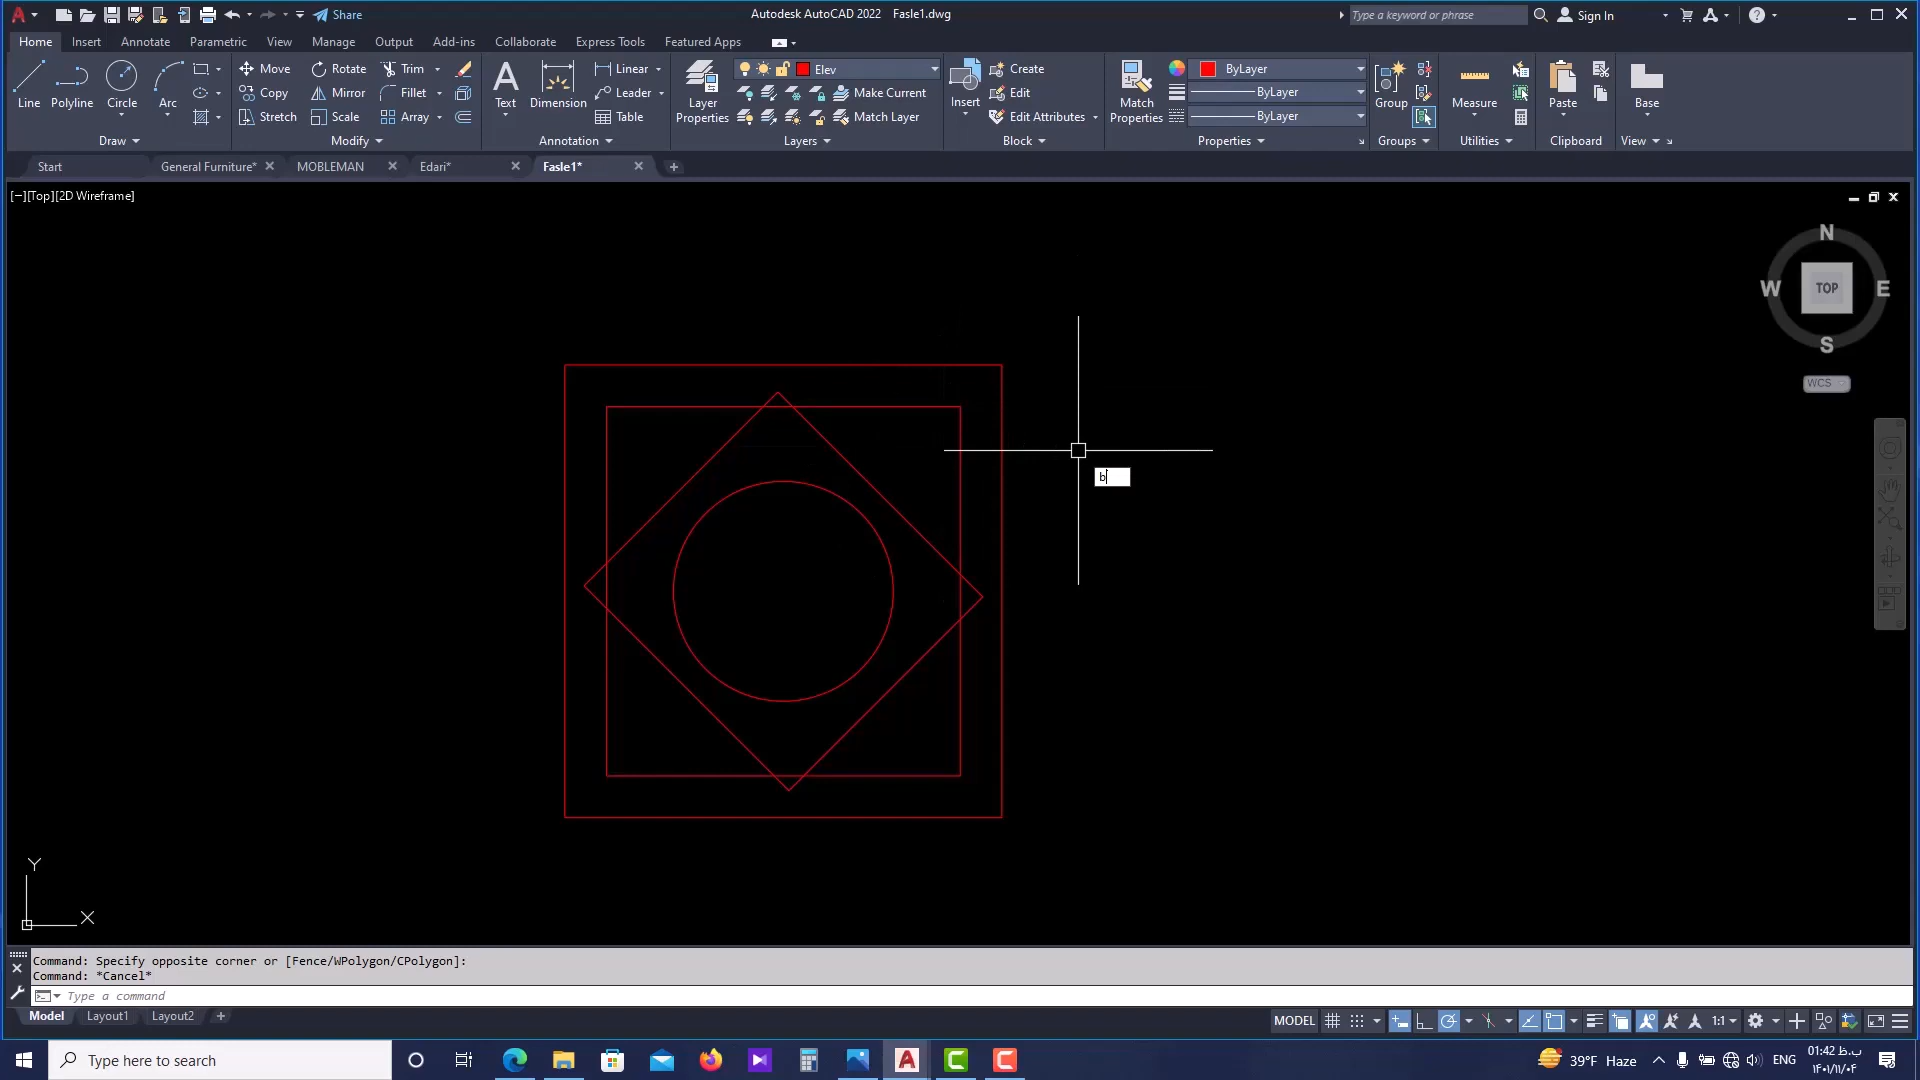 Share
Autodesk AutoCAD 2022 Fasle1.dwg
Type a keyword or phrase
Sign In
Home Insert Annotate Parametric View Manage Output Add-ins Collaborate Express Tools Featured Apps
Line Polyline Circle Arc
Move Rotate Trim
Copy Mirror Fillet
Stretch Scale Array
Text Dimension
Linear
Leader
Table
Layer Properties
Elev
Make Current
Match Layer
Insert
Create
Edit
Edit Attributes
Match Properties
ByLayer
ByLayer
ByLayer
Group
Measure
Paste
Base
Draw Modify Annotation Layers Block Properties Groups Utilities Clipboard View
Start General Furniture* MOBLEMAN Edari* Fasle1*
[−][Top][2D Wireframe]
N
W TOP E
S
WCS
b
Y
X
Command: Specify opposite corner or [Fence/WPolygon/CPolygon]:
Command: *Cancel*
Type a command
Model Layout1 Layout2
MODEL 1:1
Type here to search
39°F Haze
ENG
01:42 ب.ظ
۱۴۰۱/۱۱/۰۴